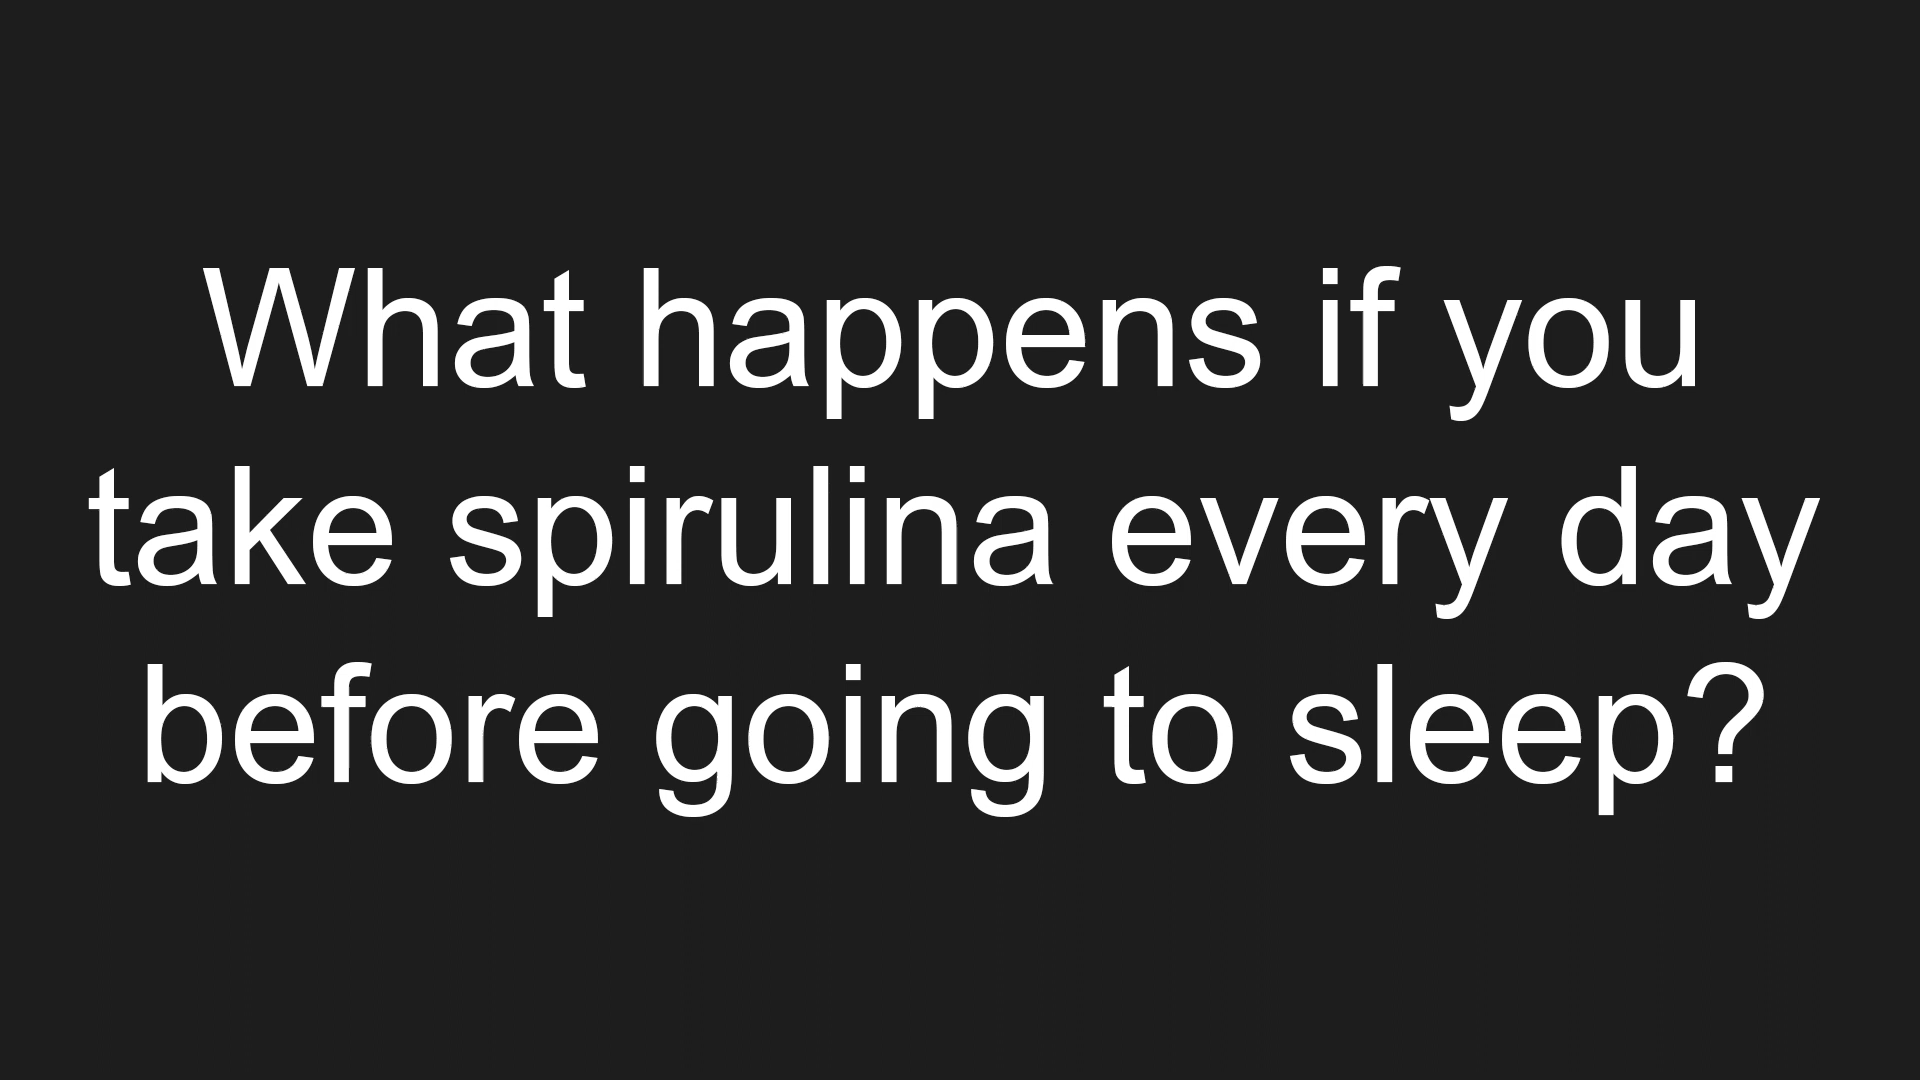 What happens if you
take spirulina every day
before going to sleep?